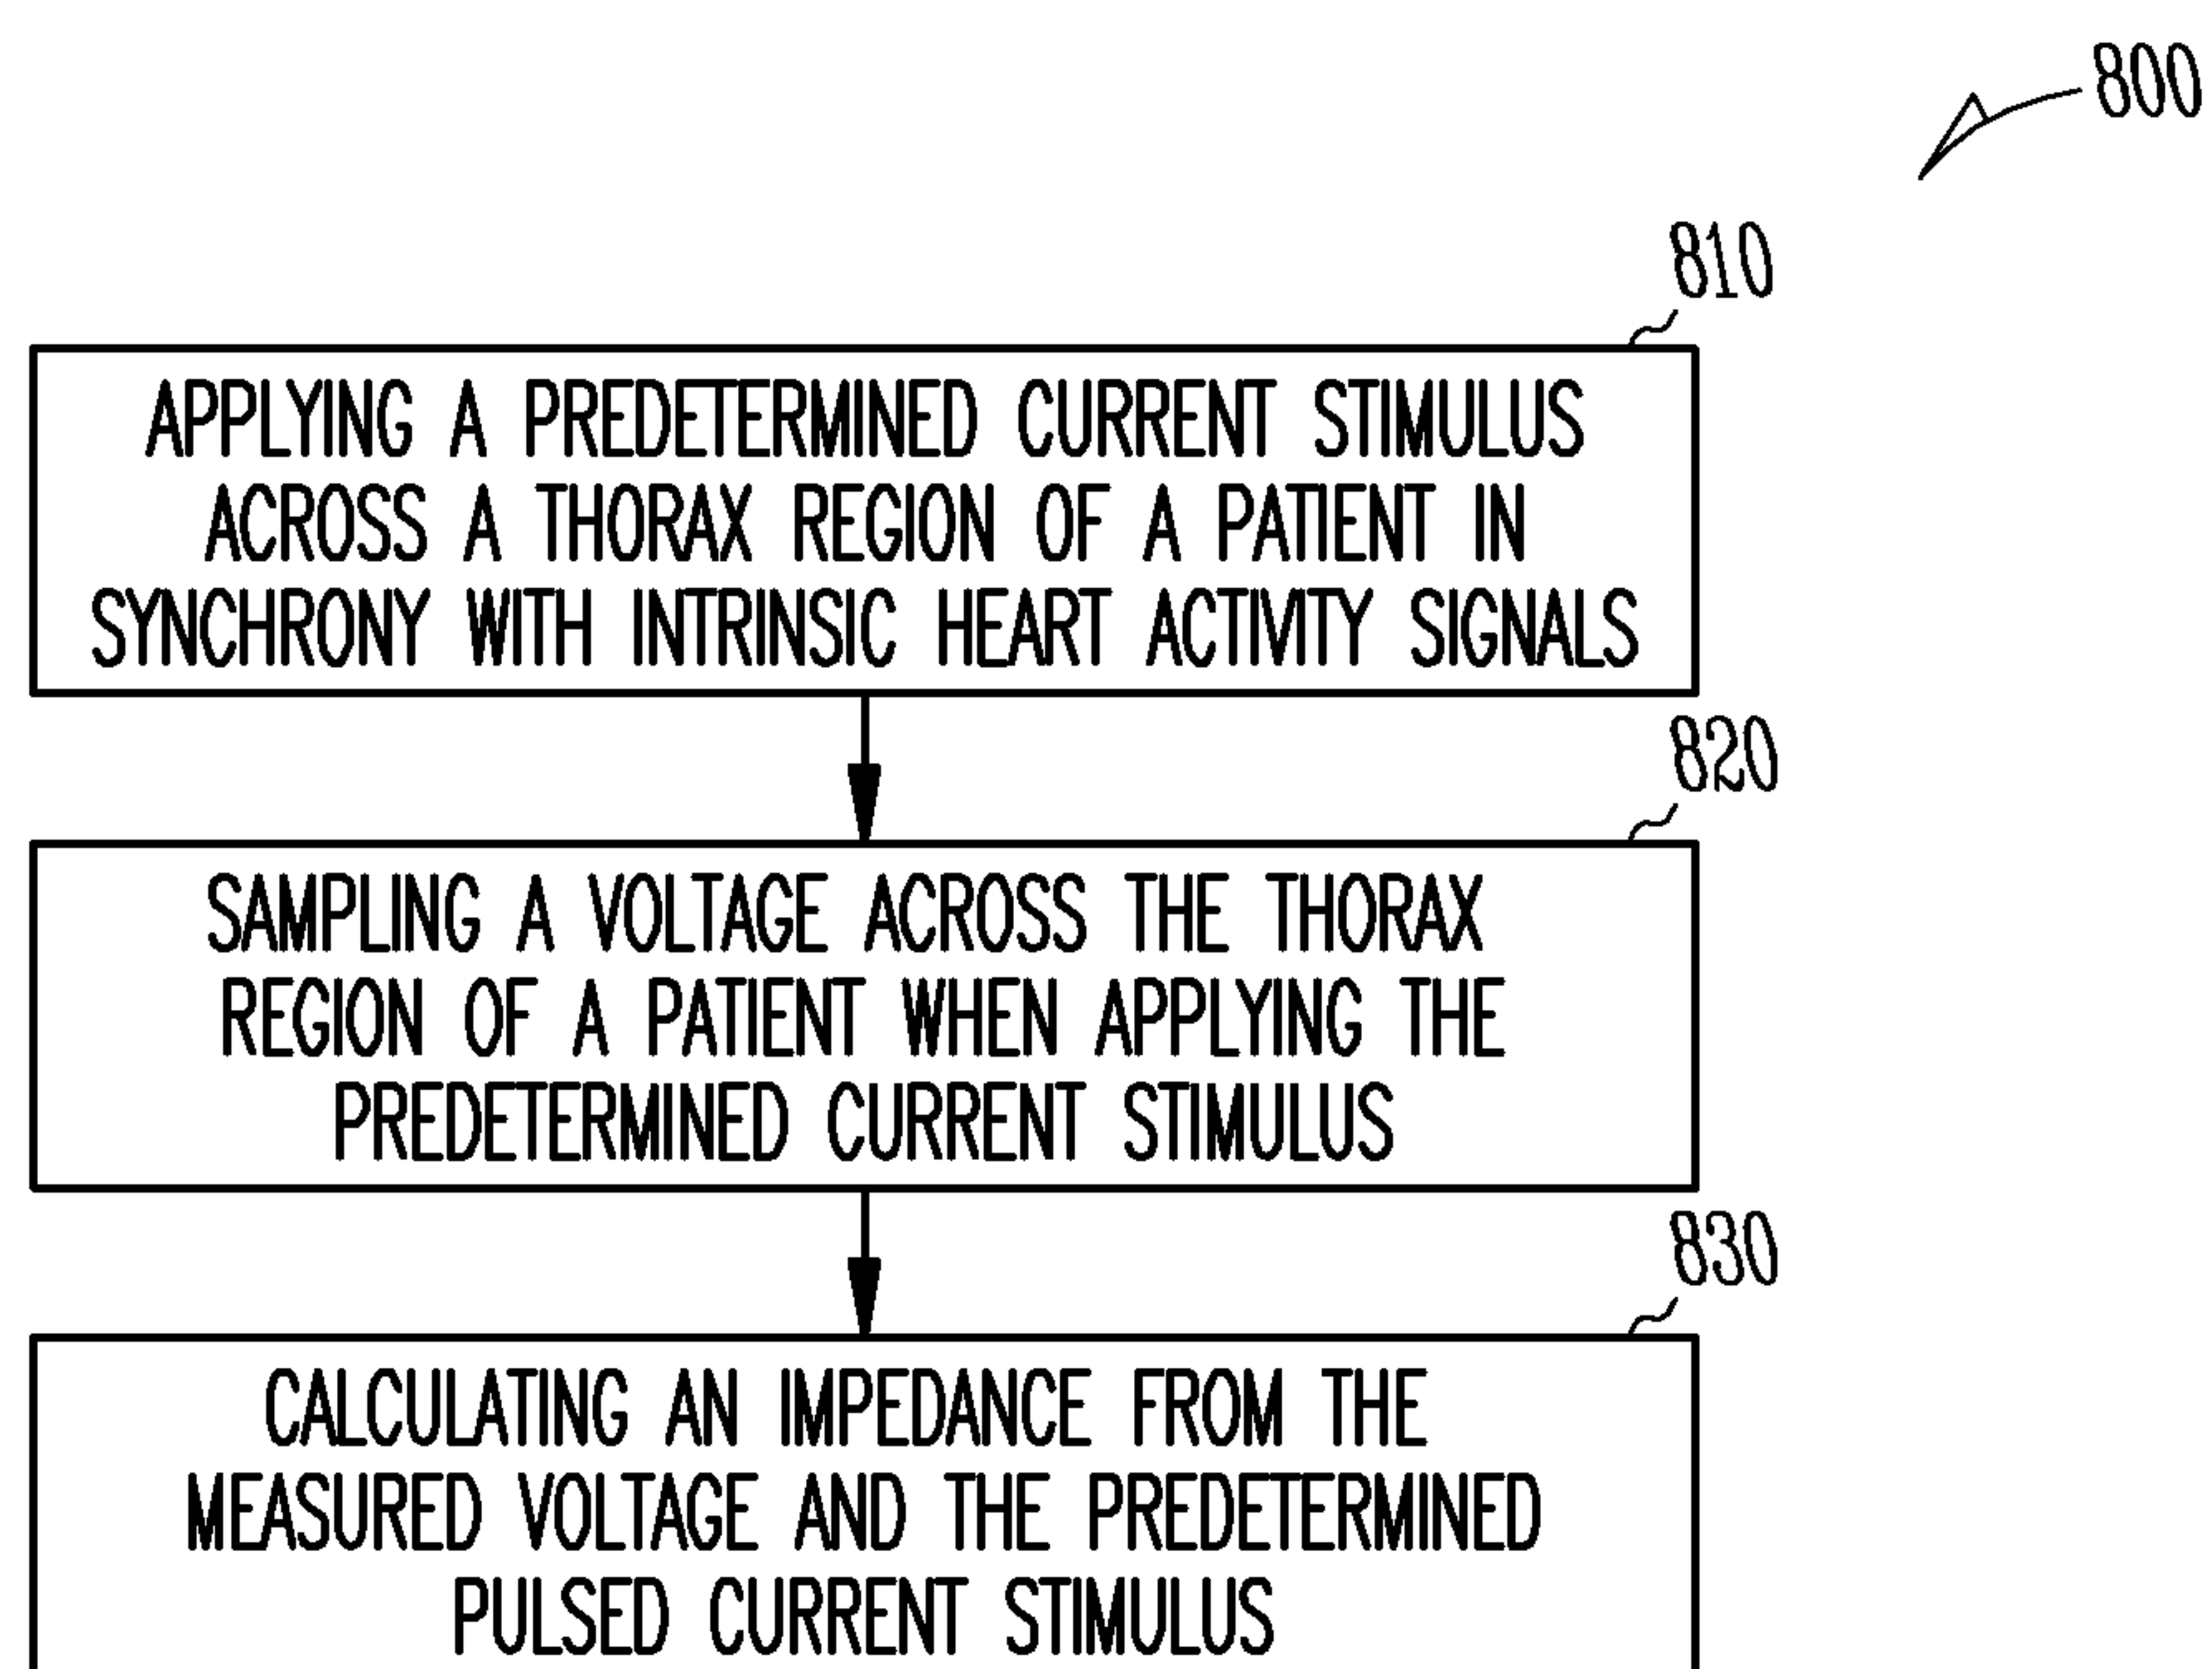 800
810
APPLYING A PREDETERMINED CURRENT STIMULUS
ACROSS A THORAX REGION OF A PATIENT IN
SYNCHRONY WITH INTRINSIC HEART ACTIVITY SIGNALS
820
SAMPLING A VOLTAGE ACROSS THE THORAX
REGION OF A PATIENT WHEN APPLYING THE
PREDETERMINED CURRENT STIMULUS
830
CALCULATING AN IMPEDANCE FROM THE
MEASURED VOLTAGE AND THE PREDETERMINED
PULSED CURRENT STIMULUS